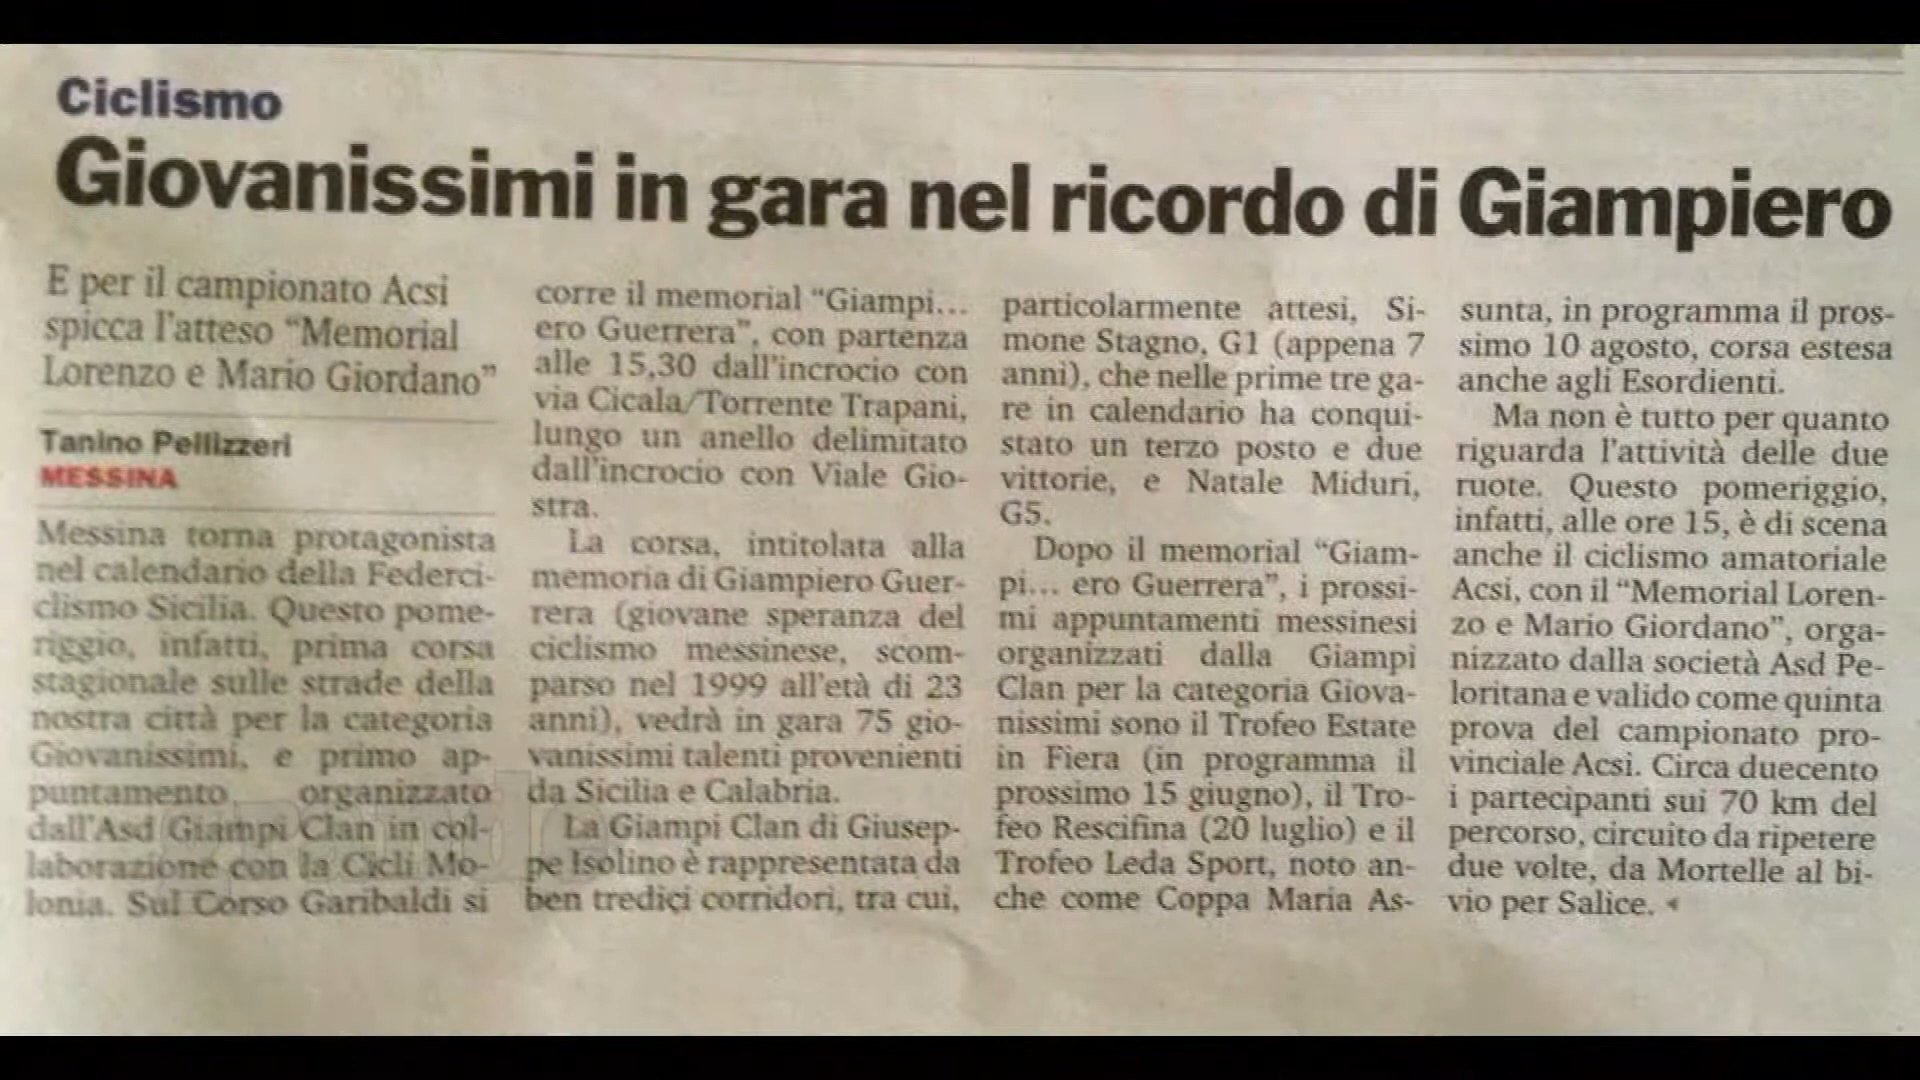 Ciclismo
Giovanissimi in gara nel ricordo di Giampiero
E per il campionato Acsi
spicca l'atteso “Memorial
Lorenzo e Mario Giordano”
Tanino Pellizzeri
MESSINA
Messina torna protagonista
nel calendario della Federci-
clismo Sicilia. Questo pome-
riggio, infatti, prima corsa
stagionale sulle strade della
nostra città per la categoria
Giovanissimi, e primo ap-
puntamento organizzato
dall'Asd Giampi Clan in col-
laborazione con la Cicli Mo-
lonia. Sul Corso Garibaldi si
corre il memorial “Giampi...
ero Guerrera”, con partenza
alle 15,30 dall'incrocio con
via Cicala/Torrente Trapani,
lungo un anello delimitato
dall'incrocio con Viale Gio-
stra.
La corsa, intitolata alla
memoria di Giampiero Guer-
rera (giovane speranza del
ciclismo messinese, scom-
parso nel 1999 all'età di 23
anni), vedrà in gara 75 gio-
vanissimi talenti provenienti
da Sicilia e Calabria.
La Giampi Clan di Giusep-
pe Isolino è rappresentata da
ben tredici corridori, tra cui,
particolarmente attesi, Si-
mone Stagno, G1 (appena 7
anni), che nelle prime tre ga-
re in calendario ha conqui-
stato un terzo posto e due
vittorie, e Natale Miduri,
G5.
Dopo il memorial “Giam-
pi... ero Guerrera”, i prossi-
mi appuntamenti messinesi
organizzati dalla Giampi
Clan per la categoria Giova-
nissimi sono il Trofeo Estate
in Fiera (in programma il
prossimo 15 giugno), il Tro-
feo Rescifina (20 luglio) e il
Trofeo Leda Sport, noto an-
che come Coppa Maria As-
sunta, in programma il pros-
simo 10 agosto, corsa estesa
anche agli Esordienti.
Ma non è tutto per quanto
riguarda l'attività delle due
ruote. Questo pomeriggio,
infatti, alle ore 15, è di scena
anche il ciclismo amatoriale
Acsi, con il “Memorial Loren-
zo e Mario Giordano”, orga-
nizzato dalla società Asd Pe-
loritana e valido come quinta
prova del campionato pro-
vinciale Acsi. Circa duecento
i partecipanti sui 70 km del
percorso, circuito da ripetere
due volte, da Mortelle al bi-
vio per Salice.